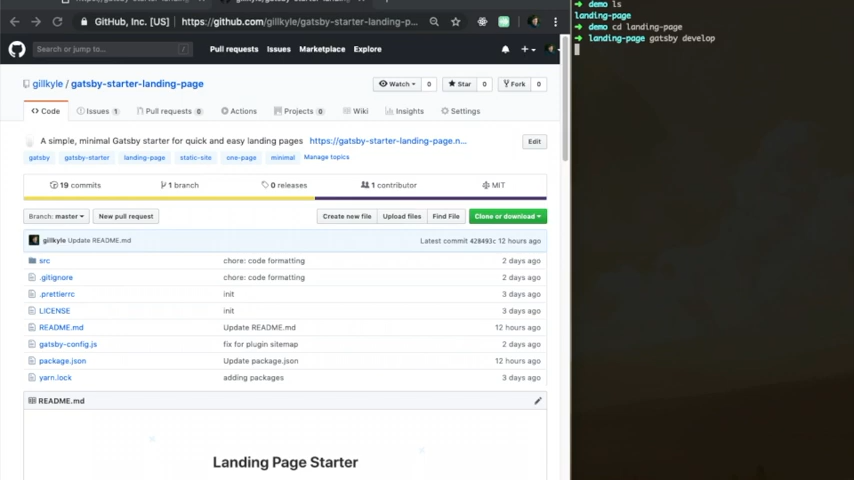 GitHub, Inc. [US] https://github.com/gillkyle/gatsby-starter-landing-p...
Search or jump to... / Pull requests Issues Marketplace Explore
gillkyle / gatsby-starter-landing-page Watch 0 Star 0 Fork 0
Code Issues 1 Pull requests 0 Actions Projects 0 Wiki Insights Settings
A simple, minimal Gatsby starter for quick and easy landing pages https://gatsby-starter-landing-page.n... Edit
gatsby gatsby-starter landing-page static-site one-page minimal Manage topics
19 commits 1 branch 0 releases 1 contributor MIT
Branch: master New pull request Create new file Upload files Find File Clone or download
gillkyle Update README.md Latest commit 428493c 12 hours ago
src chore: code formatting 2 days ago
.gitignore chore: code formatting 2 days ago
.prettierrc init 3 days ago
LICENSE init 3 days ago
README.md Update README.md 12 hours ago
gatsby-config.js fix for plugin sitemap 2 days ago
package.json Update package.json 12 hours ago
yarn.lock adding packages 3 days ago
README.md
Landing Page Starter
➜ demo ls
landing-page
➜ demo cd landing-page
➜ landing-page gatsby develop